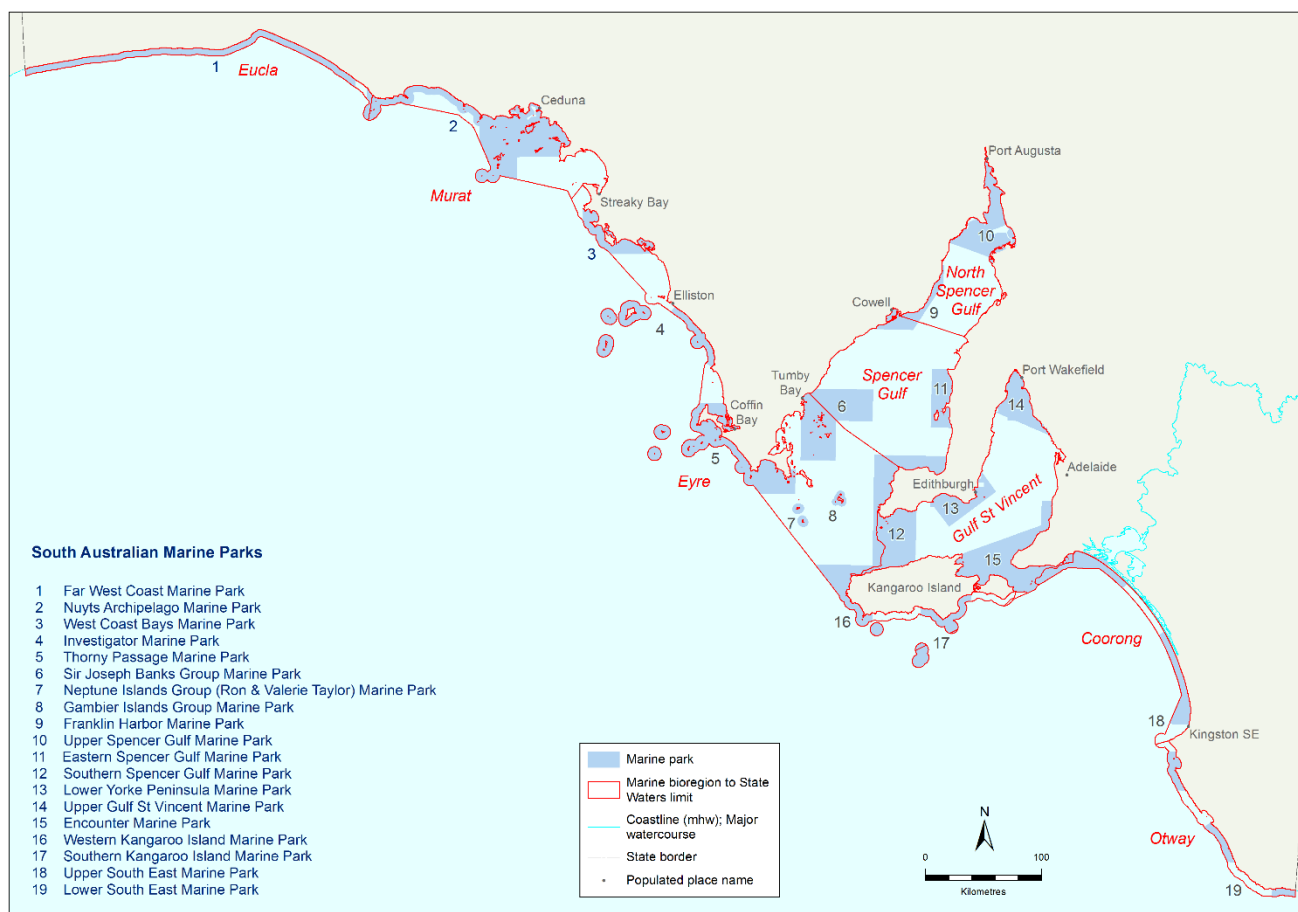 Eucla
1
Ceduna
2
Murat
Port Augusta
Streaky Bay
10
3
North
Spencer
Gulf
Elliston
Cowell
9
4
Tumby
Bay
Spencer
Gulf
11
Port Wakefield
6
14
Coffin
Bay
5
Adelaide
Eyre
Edithburgh
Gulf St Vincent
13
7
8
12
15
Kangaroo Island
16
17
Coorong
18
Kingston SE
Otway
19
South Australian Marine Parks
1 Far West Coast Marine Park
2 Nuyts Archipelago Marine Park
3 West Coast Bays Marine Park
4 Investigator Marine Park
5 Thorny Passage Marine Park
6 Sir Joseph Banks Group Marine Park
7 Neptune Islands Group (Ron & Valerie Taylor) Marine Park
8 Gambier Islands Group Marine Park
9 Franklin Harbor Marine Park
10 Upper Spencer Gulf Marine Park
11 Eastern Spencer Gulf Marine Park
12 Southern Spencer Gulf Marine Park
13 Lower Yorke Peninsula Marine Park
14 Upper Gulf St Vincent Marine Park
15 Encounter Marine Park
16 Western Kangaroo Island Marine Park
17 Southern Kangaroo Island Marine Park
18 Upper South East Marine Park
19 Lower South East Marine Park
Marine park
Marine bioregion to State
Waters limit
Coastline (mhw); Major
watercourse
State border
Populated place name
N
0 100
Kilometres